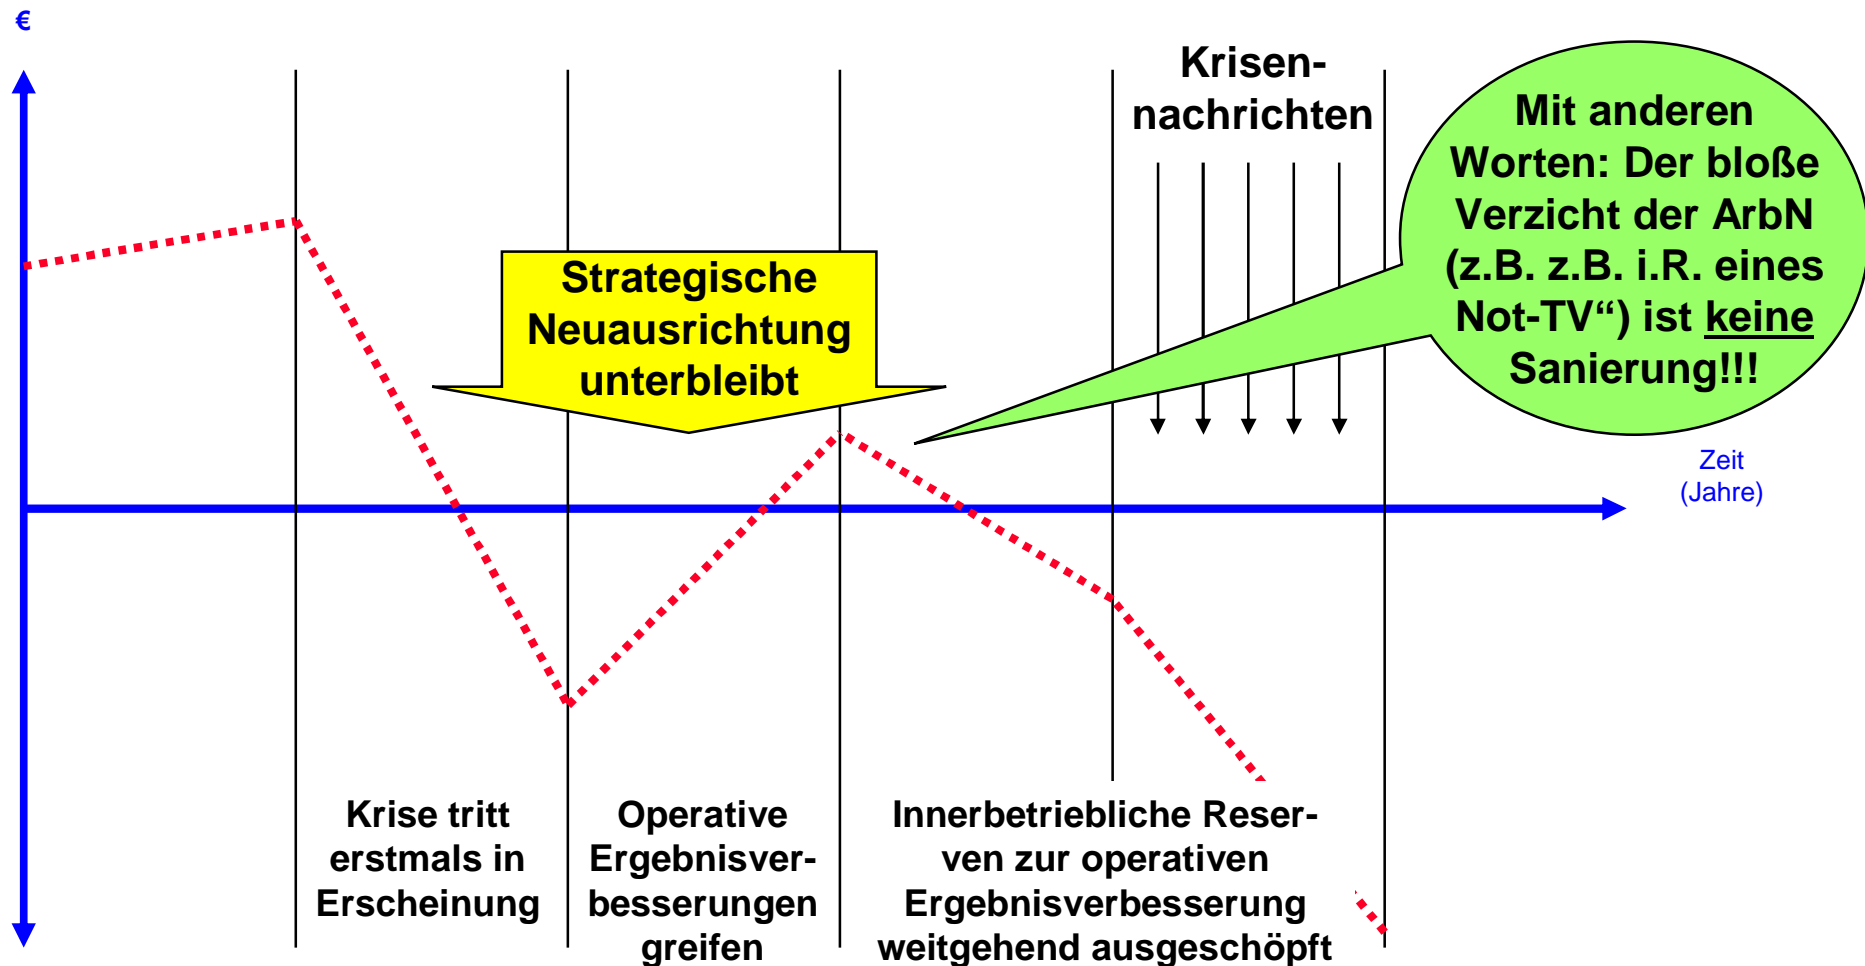 €
Krisen-
nachrichten
Mit anderen
Worten: Der bloße
Verzicht der ArbN
(z.B. z.B. i.R. eines
Not-TV“) ist keine
Sanierung!!!
Strategische
Neuausrichtung
unterbleibt
Zeit
(Jahre)
Krise tritt
erstmals in
Erscheinung
Operative
Ergebnisver-
besserungen
greifen
Innerbetriebliche Reser-
ven zur operativen
Ergebnisverbesserung
weitgehend ausgeschöpft